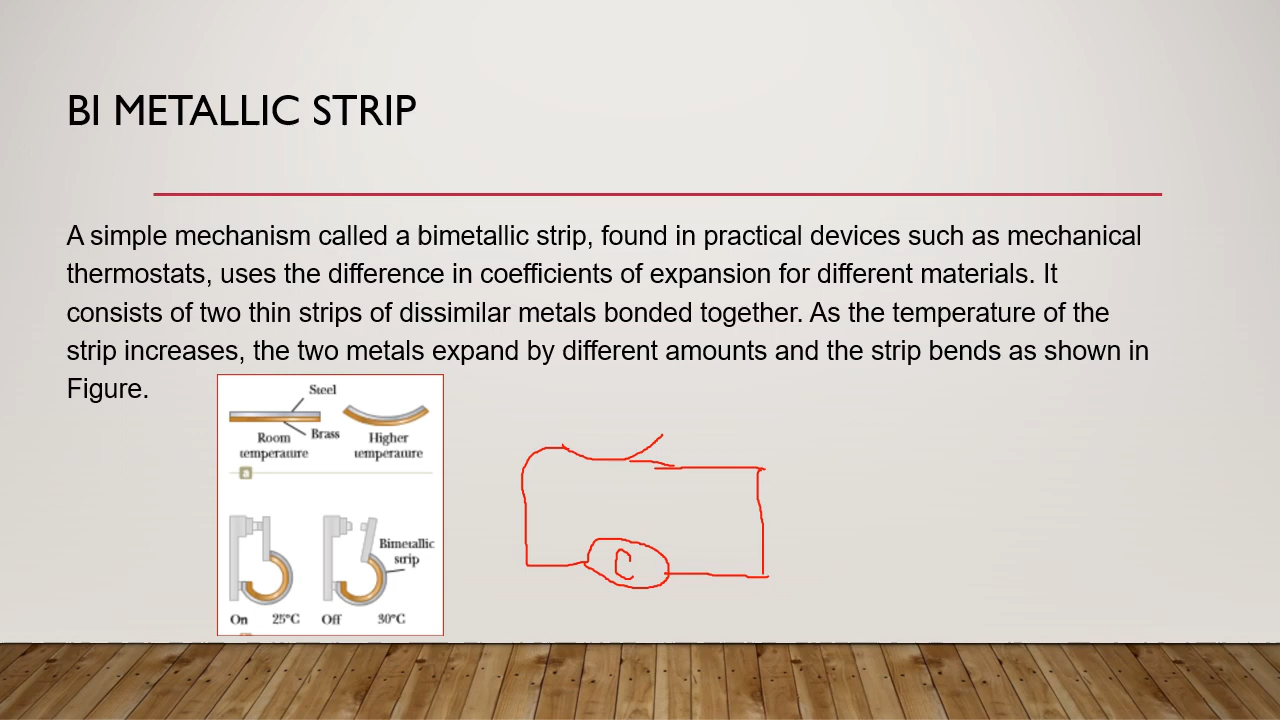 BI METALLIC STRIP
A simple mechanism called a bimetallic strip, found in practical devices such as mechanical
thermostats, uses the difference in coefficients of expansion for different materials. It
consists of two thin strips of dissimilar metals bonded together. As the temperature of the
strip increases, the two metals expand by different amounts and the strip bends as shown in
Figure.
Steel
Brass
Room
temperature
Higher
temperature
a
Bimetallic
strip
On 25°C Off 30°C
C